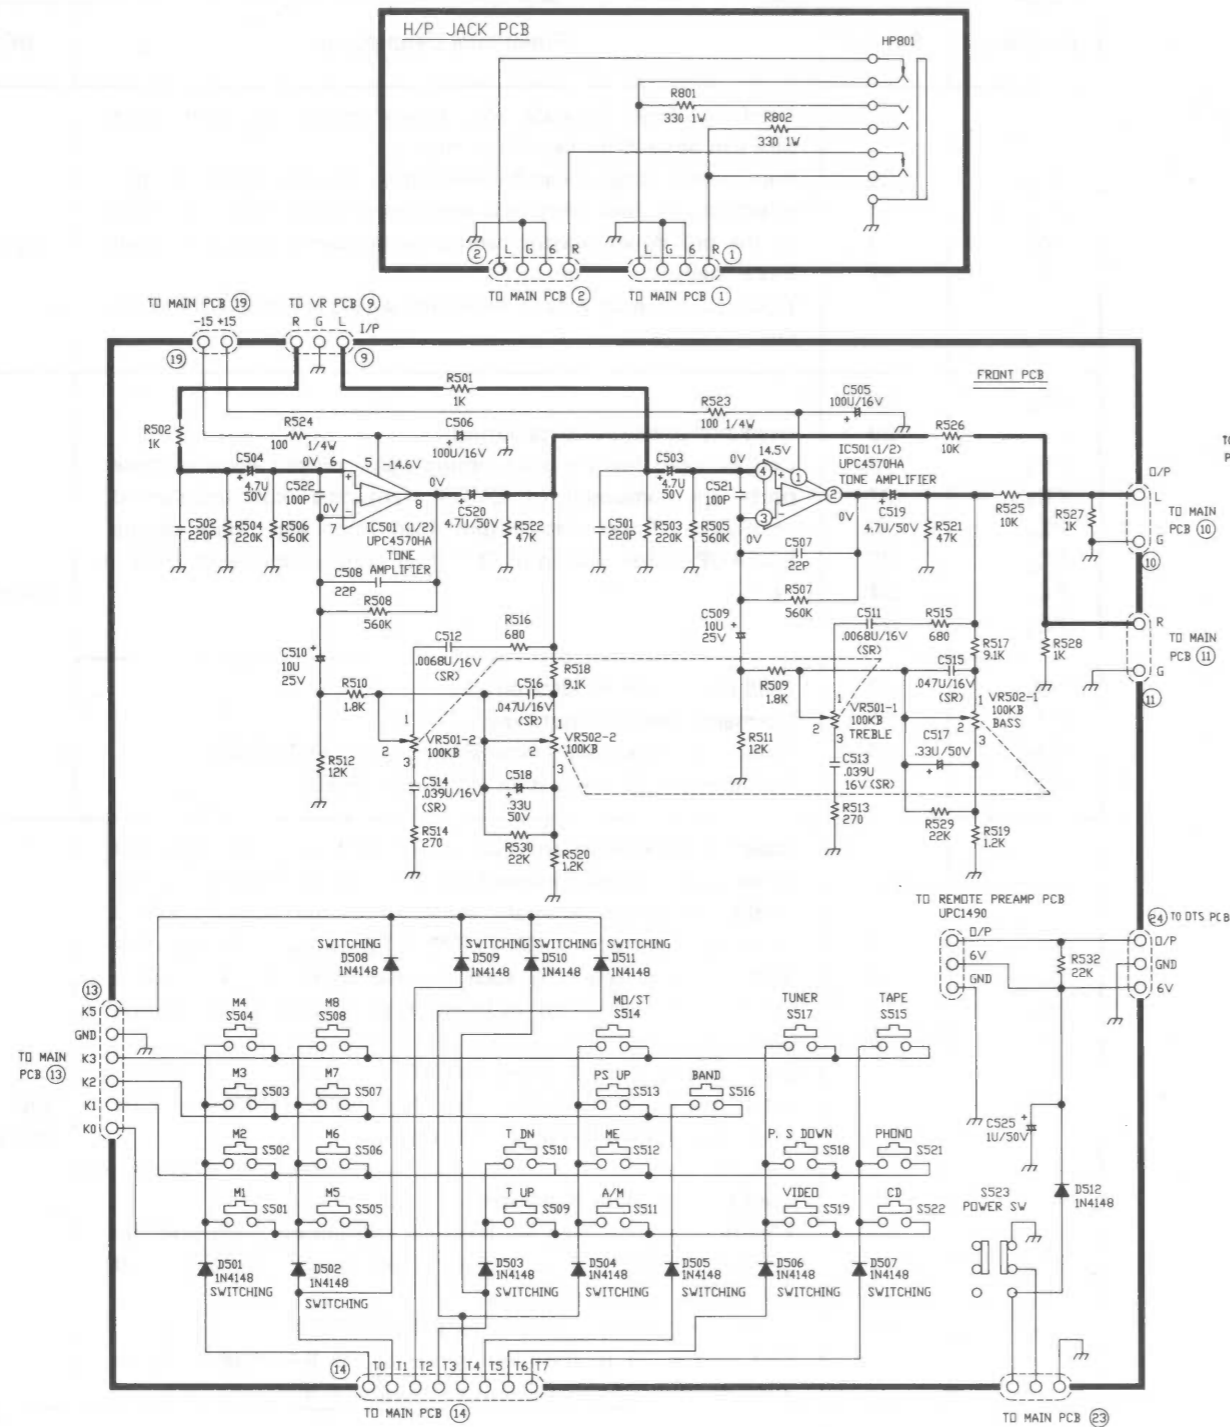 H/P JACK PCB
HP801
R801
330 1W
R802
330 1W
② L G 6 R
L G 6 R ①
TO MAIN PCB ②
TO MAIN PCB ①
TO MAIN PCB ⑲
TO VR PCB ⑨
-15 +15
R G L
I/P
⑲
⑨
FRONT PCB
R501
1K
R502
1K
R524
100 1/4W
C506
100U/16V
R523
100 1/4W
C505
100U/16V
R526
10K
C504
4.7U
50V
0V
6
5
-14.6V
C522
100P
0V
7
0V
8
IC501 (1/2)
UPC4570HA
TONE
AMPLIFIER
C520
4.7U/50V
C502
220P
R504
220K
R506
560K
R522
47K
C508
22P
R508
560K
C503
4.7U
50V
0V
④
14.5V
①
IC501(1/2)
UPC4570HA
TONE AMPLIFIER
C521
100P
③
0V
②
0V
C519
4.7U/50V
C501
220P
R503
220K
R505
560K
R521
47K
R525
10K
R527
1K
O/P
L
TO MAIN
PCB ⑩
G
⑩
C507
22P
R507
560K
R
TO MAIN
PCB ⑪
G
⑪
R528
1K
C510
10U
25V
R510
1.8K
R512
12K
C512
.0068U/16V
(SR)
R516
680
R518
9.1K
C516
.047U/16V
(SR)
1
2
3
VR501-2
100KB
1
2
3
VR502-2
100KB
C514
.039U/16V
(SR)
R514
270
C518
.33U
50V
R530
22K
R520
1.2K
C509
10U
25V
R509
1.8K
R511
12K
C511
.0068U/16V
(SR)
R515
680
R517
9.1K
C515
.047U/16V
(SR)
1
2
3
VR501-1
100KB
TREBLE
1
2
3
VR502-1
100KB
BASS
C513
.039U
16V(SR)
R513
270
C517
.33U/50V
R529
22K
R519
1.2K
TO REMOTE PREAMP PCB
UPC1490
O/P
6V
GND
㉔ TO DTS PCB
O/P
GND
6V
R532
22K
SWITCHING
D508
1N4148
SWITCHING
D509
1N4148
D510
1N4148
SWITCHING
D511
1N4148
⑬
K5
GND
K3
K2
K1
K0
TO MAIN
PCB ⑬
M4
S504
M8
S508
MO/ST
S514
TUNER
S517
TAPE
S515
M3
S503
M7
S507
PS UP
S513
BAND
S516
M2
S502
M6
S506
T DN
S510
ME
S512
P. S DOWN
S518
PHONO
S521
M1
S501
M5
S505
T UP
S509
A/M
S511
VIDEO
S519
CD
S522
C525
1U/50V
S523
POWER SW
D512
1N4148
D501
1N4148
SWITCHING
D502
1N4148
SWITCHING
D503
1N4148
SWITCHING
D504
1N4148
D505
1N4148
SWITCHING
D506
1N4148
SWITCHING
D507
1N4148
SWITCHING
⑭ T0 T1 T2 T3 T4 T5 T6 T7
TO MAIN PCB ⑭
TO MAIN PCB ㉓